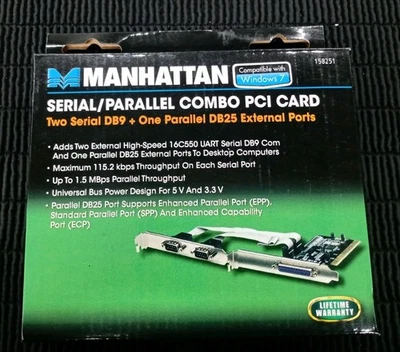 MANHATTAN
Compatible with
Windows 7
158251
SERIAL/PARALLEL COMBO PCI CARD
Two Serial DB9 + One Parallel DB25 External Ports
• Adds Two External High-Speed 16C550 UART Serial DB9 Com
And One Parallel DB25 External Ports To Desktop Computers
• Maximum 115.2 kbps Throughput On Each Serial Port
• Up To 1.5 MBps Parallel Throughput
• Universal Bus Power Design For 5 V And 3.3 V
• Parallel DB25 Port Supports Enhanced Parallel Port (EPP),
Standard Parallel Port (SPP) And Enhanced Capability
Port (ECP)
LIFETIME
WARRANTY